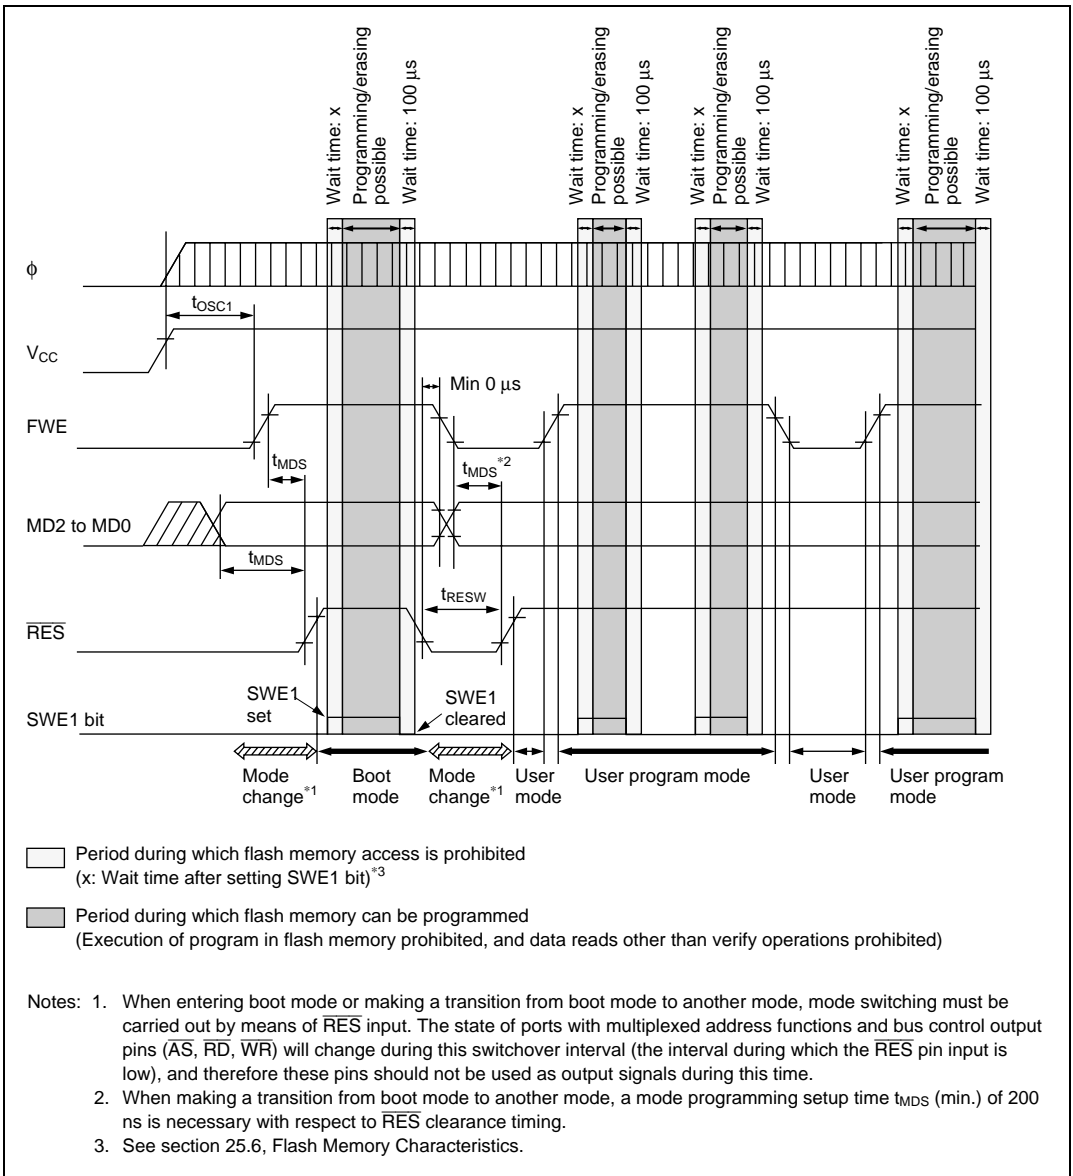 Wait time: x
Programming/erasing
possible
Wait time: 100 μs
Wait time: x
Programming/erasing
possible
Wait time: 100 μs
Wait time: x
Programming/erasing
possible
Wait time: 100 μs
Wait time: x
Programming/erasing
possible
Wait time: 100 μs
φ
tOSC1
VCC
Min 0 μs
FWE
tMDS
tMDS*2
MD2 to MD0
tMDS
tRESW
RES
SWE1
set
SWE1
cleared
SWE1 bit
Mode
change*1
Boot
mode
Mode
change*1
User
mode
User program mode
User
mode
User program
mode
Period during which flash memory access is prohibited
(x: Wait time after setting SWE1 bit)*3
Period during which flash memory can be programmed
(Execution of program in flash memory prohibited, and data reads other than verify operations prohibited)
Notes: 1. When entering boot mode or making a transition from boot mode to another mode, mode switching must be
carried out by means of RES input. The state of ports with multiplexed address functions and bus control output
pins (AS, RD, WR) will change during this switchover interval (the interval during which the RES pin input is
low), and therefore these pins should not be used as output signals during this time.
2. When making a transition from boot mode to another mode, a mode programming setup time tMDS (min.) of 200
ns is necessary with respect to RES clearance timing.
3. See section 25.6, Flash Memory Characteristics.